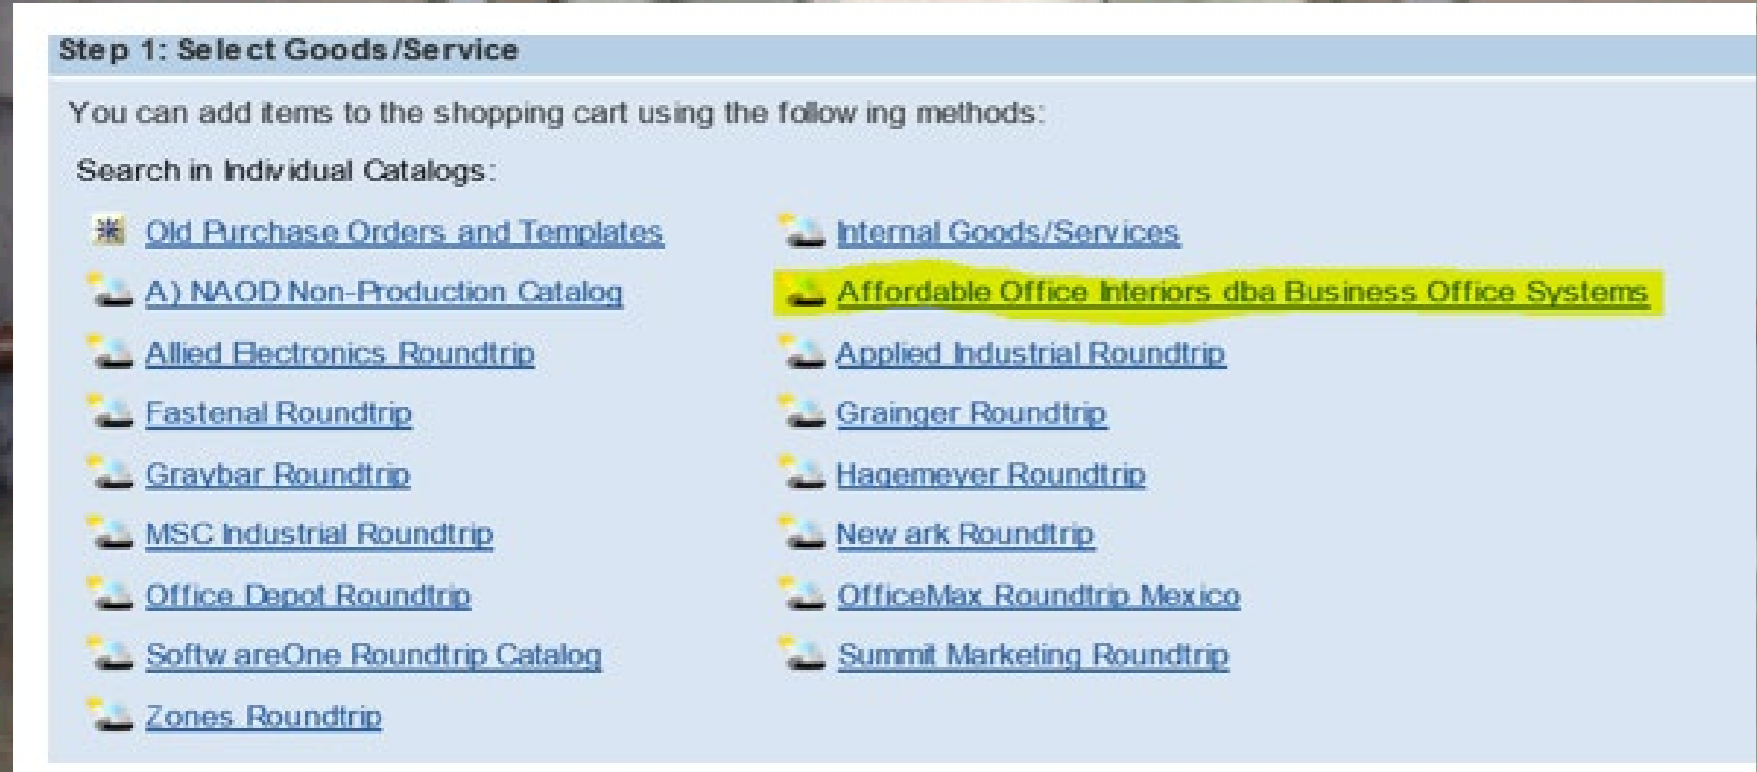 Step 1: Select Goods/Service
You can add items to the shopping cart using the following methods:
Search in Individual Catalogs:
Old Purchase Orders and Templates
Internal Goods/Services
A) NAOD Non-Production Catalog
Affordable Office Interiors dba Business Office Systems
Allied Electronics Roundtrip
Applied Industrial Roundtrip
Fastenal Roundtrip
Grainger Roundtrip
Graybar Roundtrip
Hagemeyer Roundtrip
MSC Industrial Roundtrip
Newark Roundtrip
Office Depot Roundtrip
OfficeMax Roundtrip Mexico
SoftwareOne Roundtrip Catalog
Summit Marketing Roundtrip
Zones Roundtrip